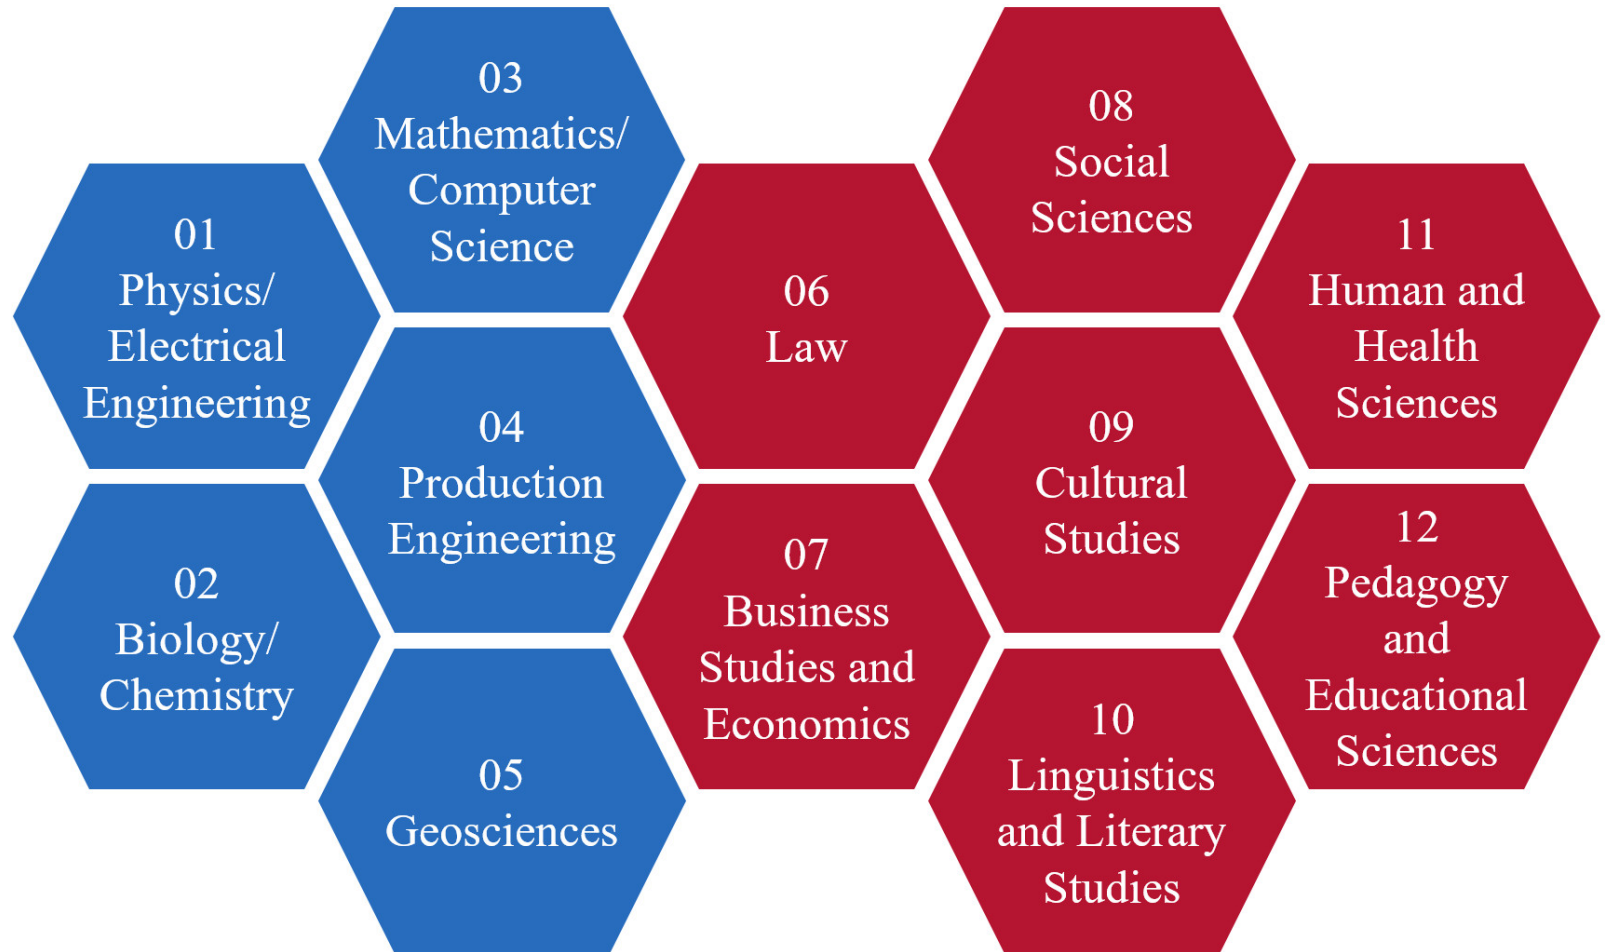 01
Physics/
Electrical
Engineering
02
Biology/
Chemistry
03
Mathematics/
Computer
Science
04
Production
Engineering
05
Geosciences
06
Law
07
Business
Studies and
Economics
08
Social
Sciences
09
Cultural
Studies
10
Linguistics
and Literary
Studies
11
Human and
Health
Sciences
12
Pedagogy
and
Educational
Sciences